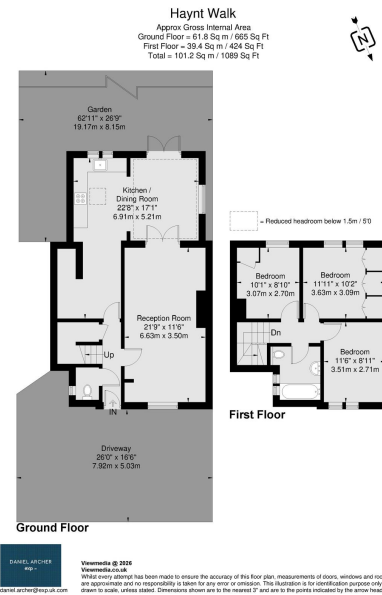 Haynt Walk
Approx Gross Internal Area
Ground Floor = 61.8 Sq m / 665 Sq Ft
First Floor = 39.4 Sq m / 424 Sq Ft
Total = 101.2 Sq m / 1089 Sq Ft
N
Garden
62'11" x 26'9"
19.17m x 8.15m
Kitchen /
Dining Room
22'8" x 17'1"
6.91m x 5.21m
= Reduced headroom below 1.5m / 5'0
Bedroom
10'1" x 8'10"
3.07m x 2.70m
Bedroom
11'11" x 10'2"
3.63m x 3.09m
Reception Room
21'9" x 11'6"
6.63m x 3.50m
Dn
Up
Bedroom
11'6" x 8'11"
3.51m x 2.71m
IN
First Floor
Driveway
26'0" x 16'6"
7.92m x 5.03m
Ground Floor
DANIEL ARCHER
exp
daniel.archer@exp.uk.com
Viewmedia @ 2026
Viewmedia.co.uk
Whilst every attempt has been made to ensure the accuracy of this floor plan, measurements of doors, windows and roo
are approximate and no responsibility is taken for any error or omission. This illustration is for identification purpose only
drawn to scale, unless stated. Dimensions shown are to the nearest 3" and are to the points indicated by the arrow head